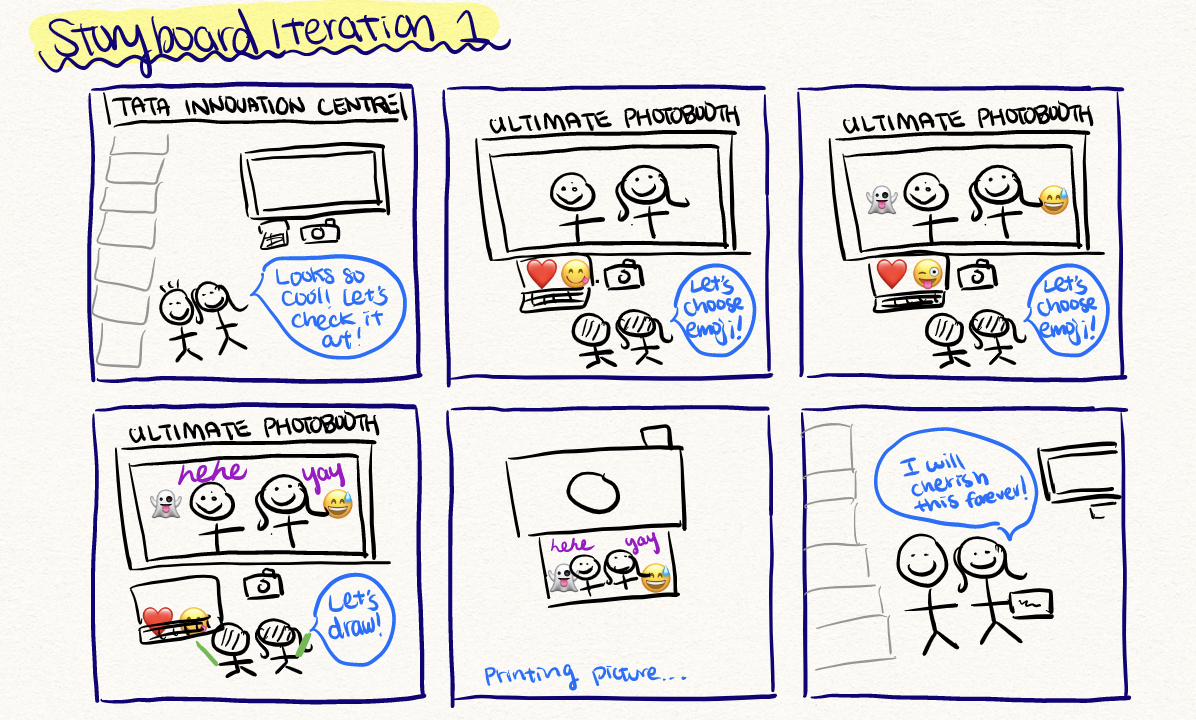 Storyboard Iteration 1
TATA INNOVATION CENTRE
Looks so
cool! Let's
check it
out!
ULTIMATE PHOTOBOOTH
Let's
choose
emoji!
ULTIMATE PHOTOBOOTH
Let's
choose
emoji!
ULTIMATE PHOTOBOOTH
hehe yay
Let's
draw!
hehe yay
Printing picture...
I will
cherish
this forever!